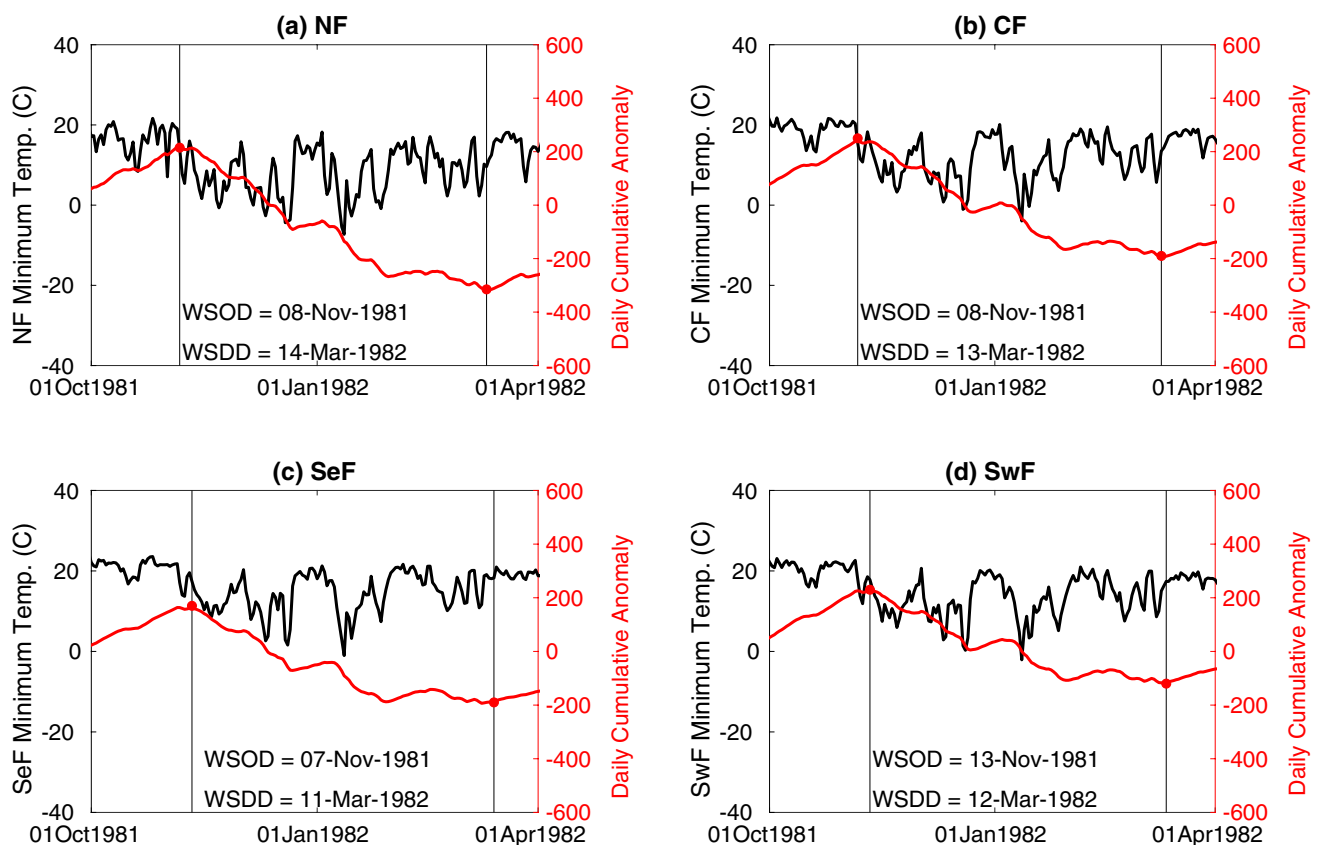 (a) NF
40
20
0
-20
-40
NF Minimum Temp. (C)
600
400
200
0
-200
-400
-600
Daily Cumulative Anomaly
WSOD = 08-Nov-1981
WSDD = 14-Mar-1982
01Oct1981
01Jan1982
01Apr1982
(b) CF
40
20
0
-20
-40
CF Minimum Temp. (C)
600
400
200
0
-200
-400
-600
Daily Cumulative Anomaly
WSOD = 08-Nov-1981
WSDD = 13-Mar-1982
01Oct1981
01Jan1982
01Apr1982
(c) SeF
40
20
0
-20
-40
SeF Minimum Temp. (C)
600
400
200
0
-200
-400
-600
Daily Cumulative Anomaly
WSOD = 07-Nov-1981
WSDD = 11-Mar-1982
01Oct1981
01Jan1982
01Apr1982
(d) SwF
40
20
0
-20
-40
SwF Minimum Temp. (C)
600
400
200
0
-200
-400
-600
Daily Cumulative Anomaly
WSOD = 13-Nov-1981
WSDD = 12-Mar-1982
01Oct1981
01Jan1982
01Apr1982